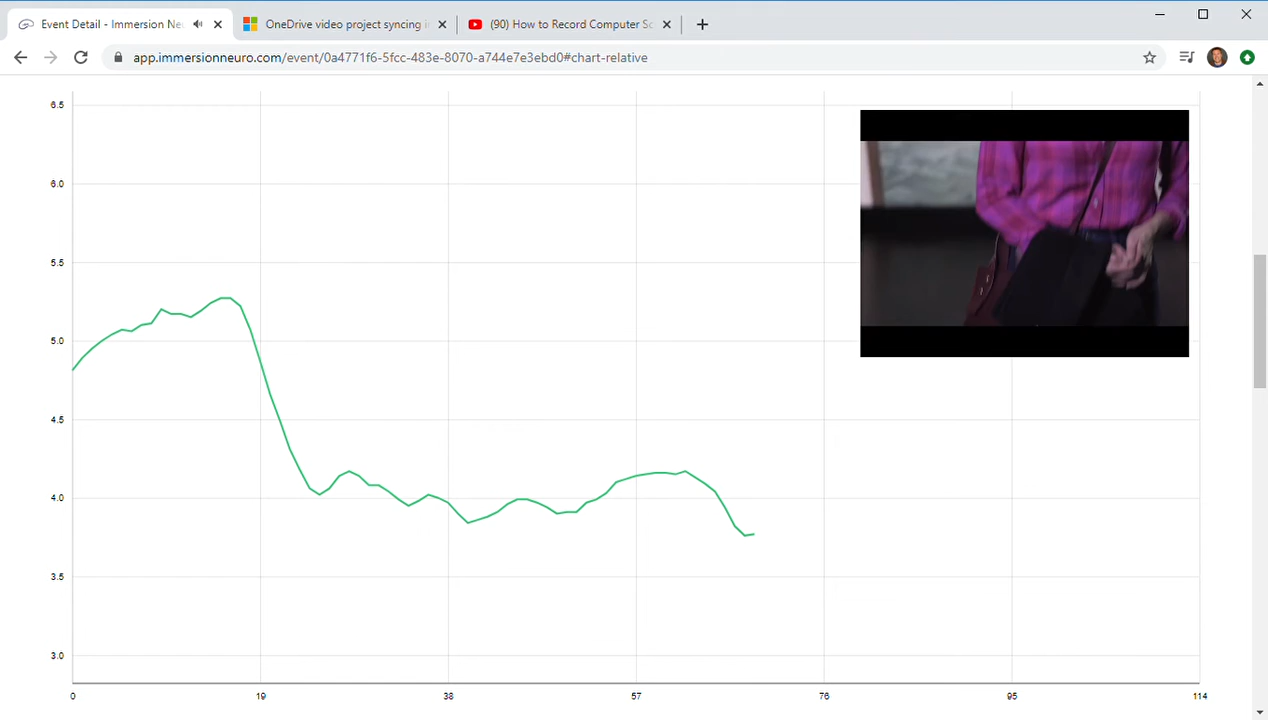 Event Detail - Immersion Ne
OneDrive video project syncing i
(90) How to Record Computer Sc
app.immersionneuro.com/event/0a4771f6-5fcc-483e-8070-a744e7e3ebd0#chart-relative
6.5
6.0
5.5
5.0
4.5
4.0
3.5
3.0
0 19 38 57 76 95 114